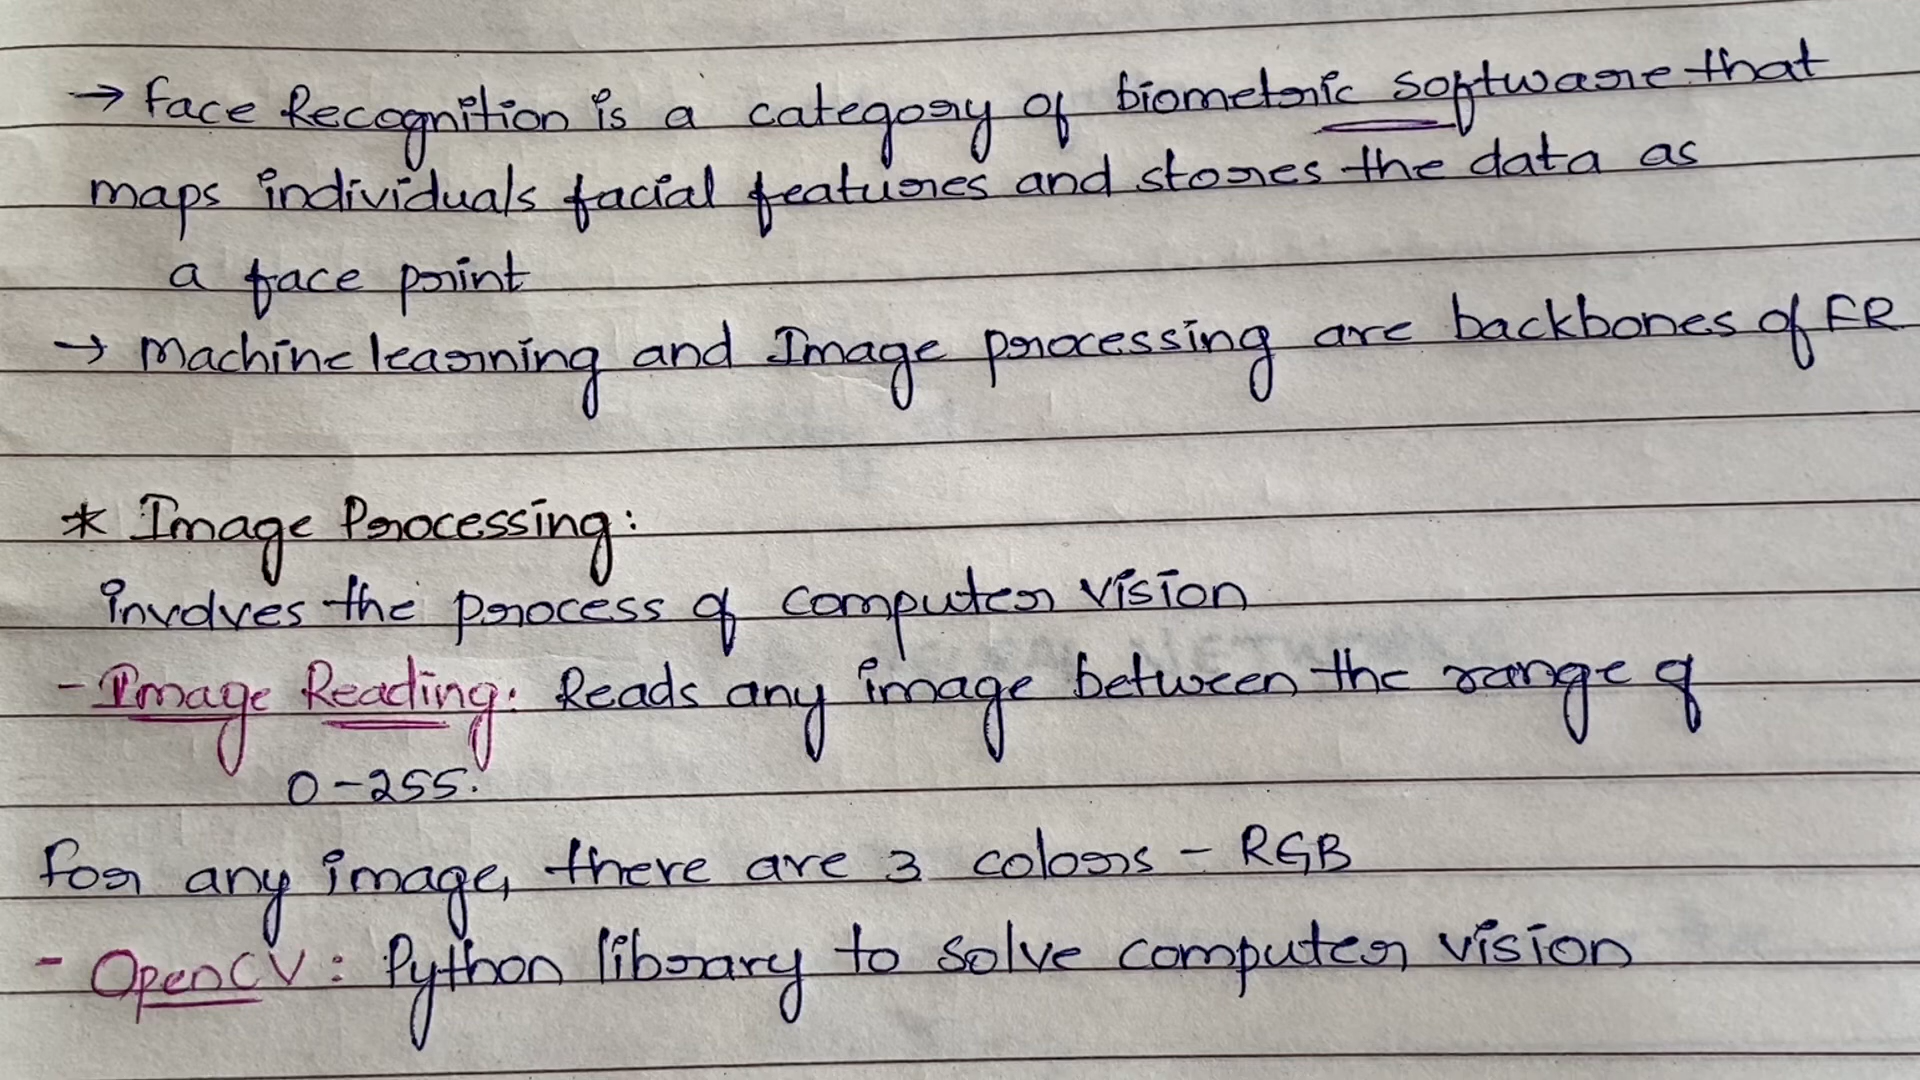 → Face Recognition is a category of biometric software that
maps individuals facial features and stores the data as
a face point
→ Machine learning and Image processing are backbones of FR
* Image Processing:
involves the process of computer vision
- Image Reading: Reads any image between the range of
0-255.
For any image, there are 3 colors - RGB
- OpenCV: Python library to solve computer vision